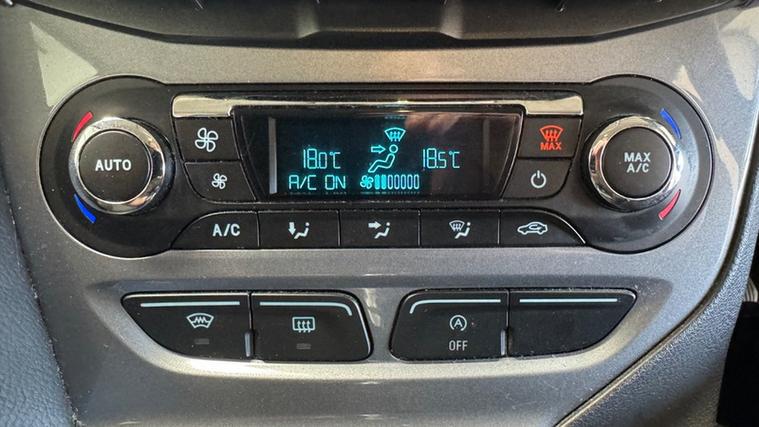 AUTO
18.0°C
18.5°C
A/C ON
MAX
MAX
A/C
A/C
A
OFF